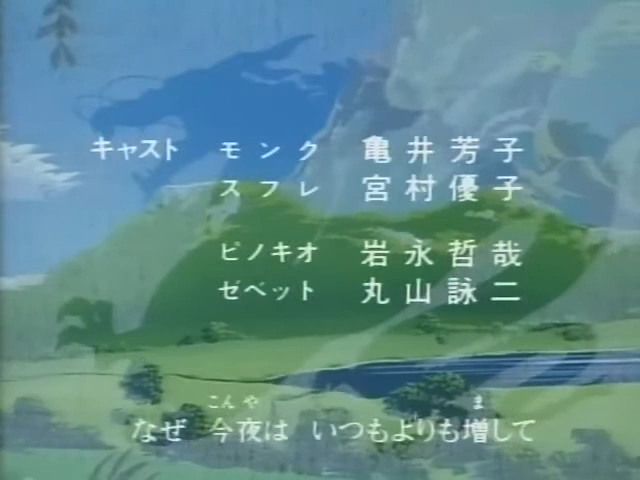 キャスト モンク 亀井芳子
スフレ 宮村優子
ピノキオ 岩永哲哉
ゼベット 丸山詠二
こんや ま
なぜ 今夜は いつもよりも増して